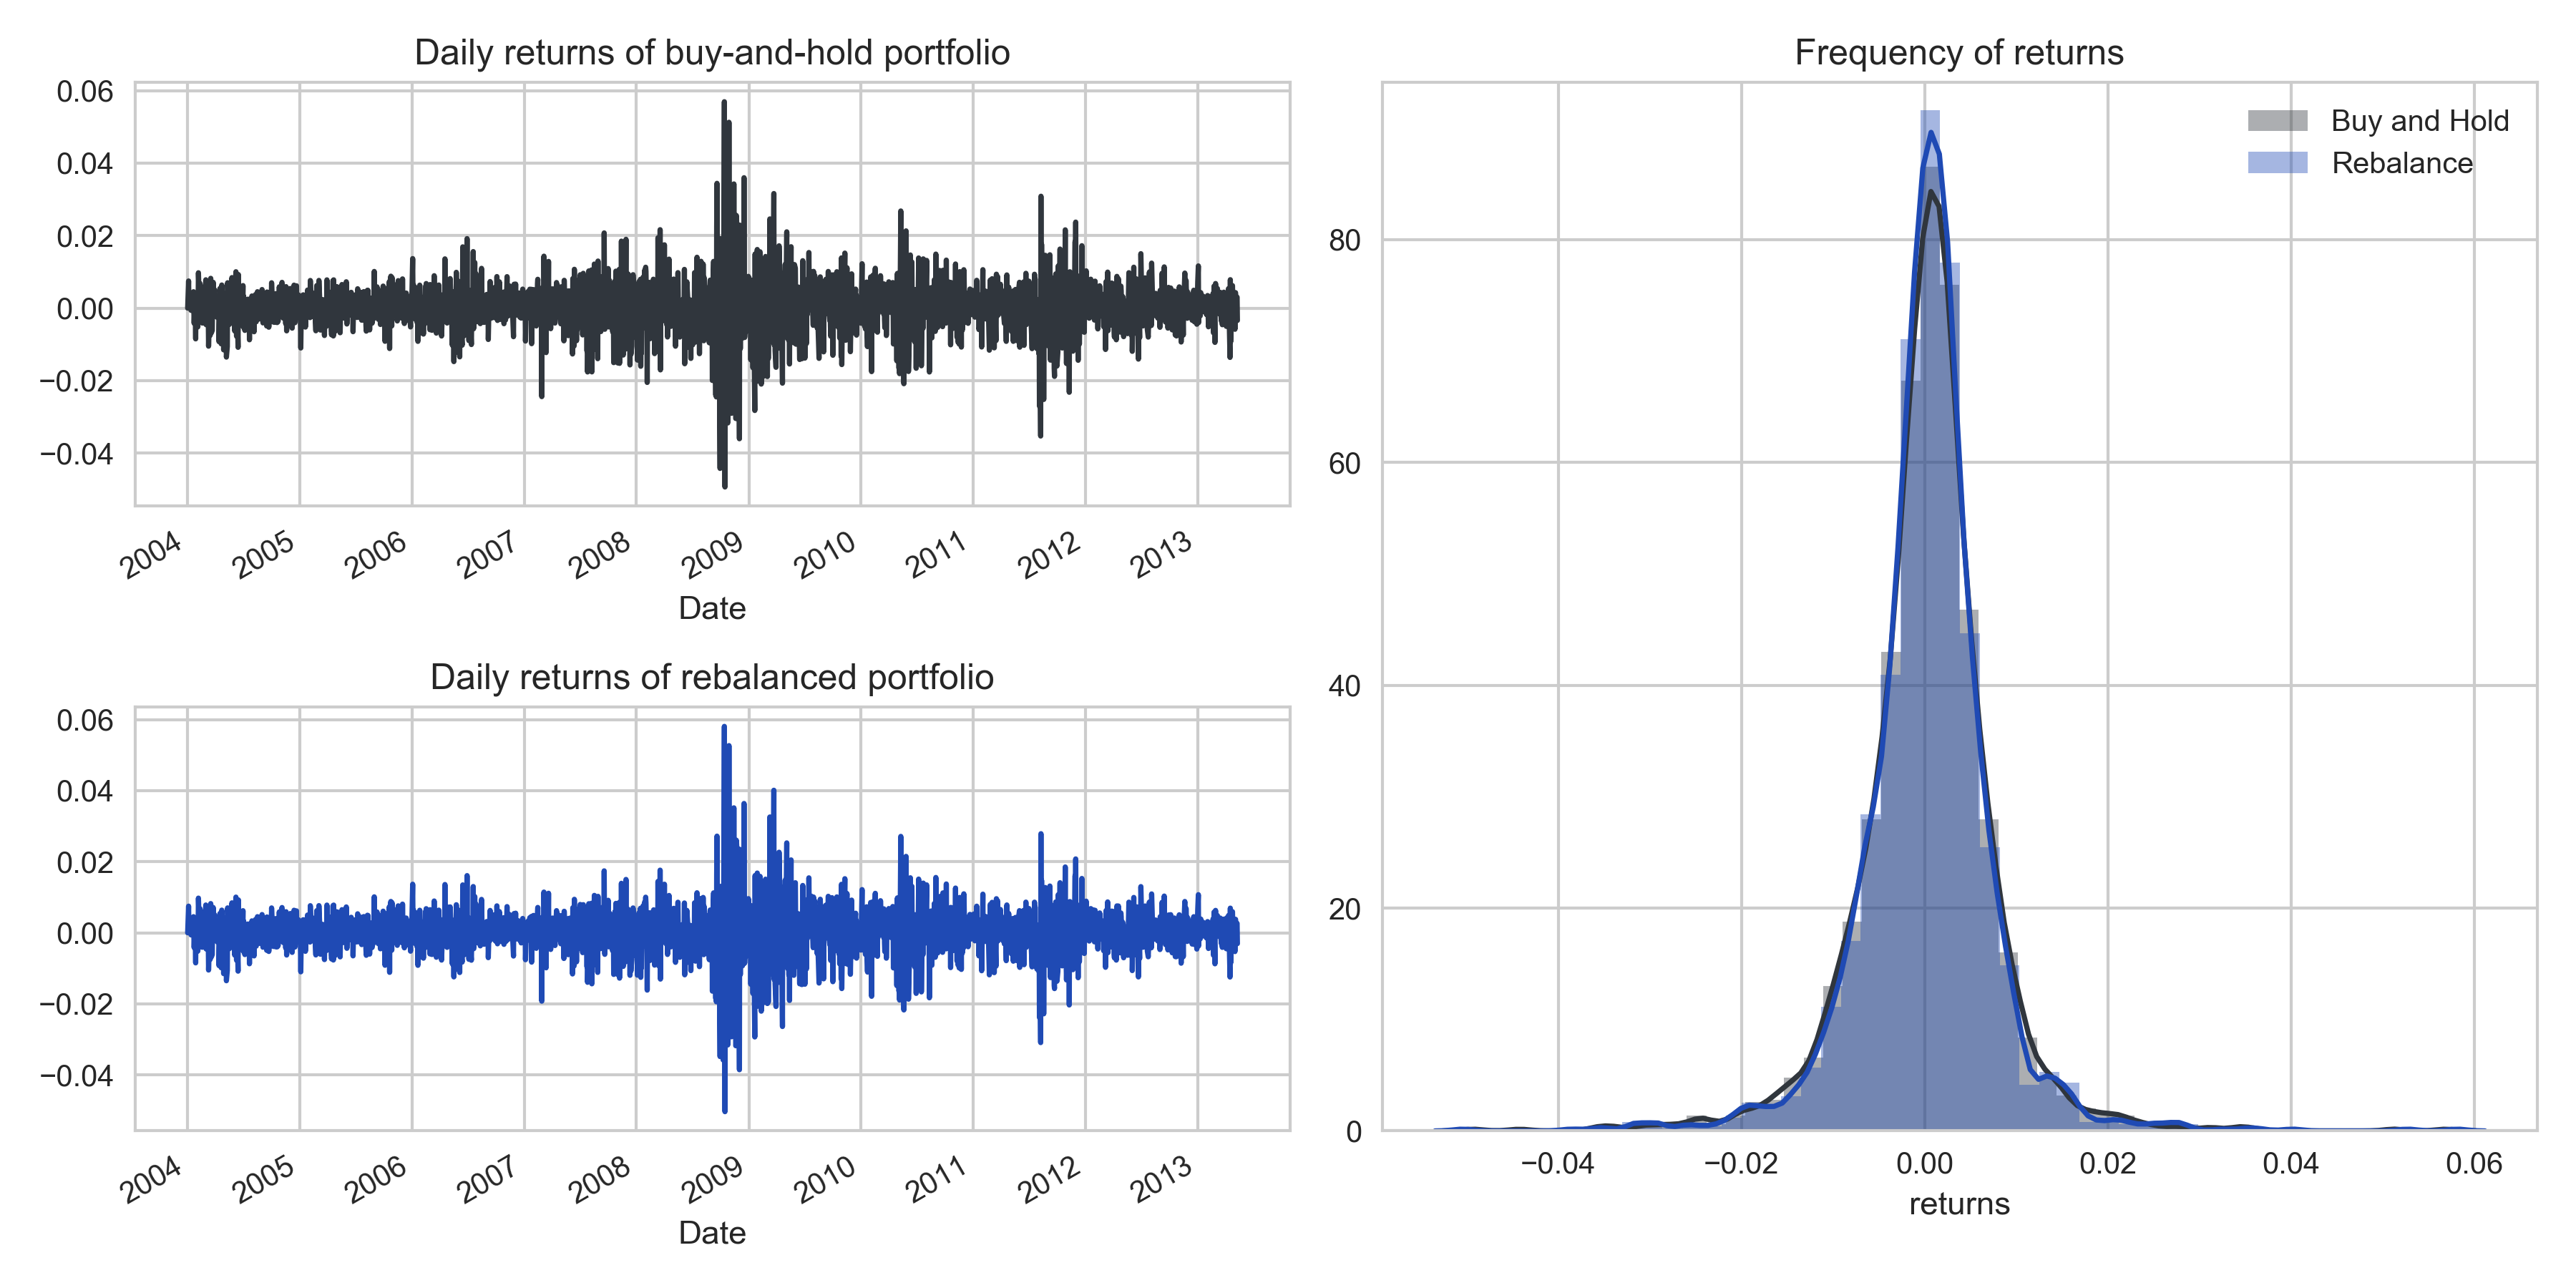 Daily returns of buy-and-hold portfolio
0.06
0.04
0.02
0.00
−0.02
−0.04
2004 2005 2006 2007 2008 2009 2010 2011 2012 2013
Date
Daily returns of rebalanced portfolio
0.06
0.04
0.02
0.00
−0.02
−0.04
2004 2005 2006 2007 2008 2009 2010 2011 2012 2013
Date
Frequency of returns
Buy and Hold
Rebalance
80
60
40
20
0
−0.04 −0.02 0.00 0.02 0.04 0.06
returns